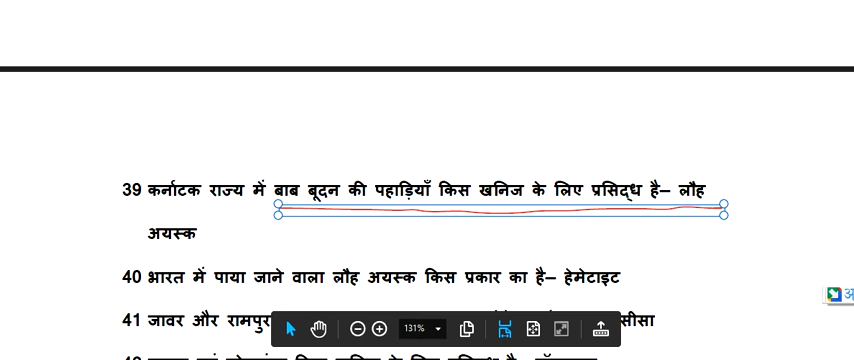 39 कर्नाटक राज्य में बाब बूदन की पहाड़ियाँ किस खनिज के लिए प्रसिद्ध है– लौह
अयस्क
40 भारत में पाया जाने वाला लौह अयस्क किस प्रकार का है– हेमेटाइट
41 जावर और रामपुर सीसा
131%